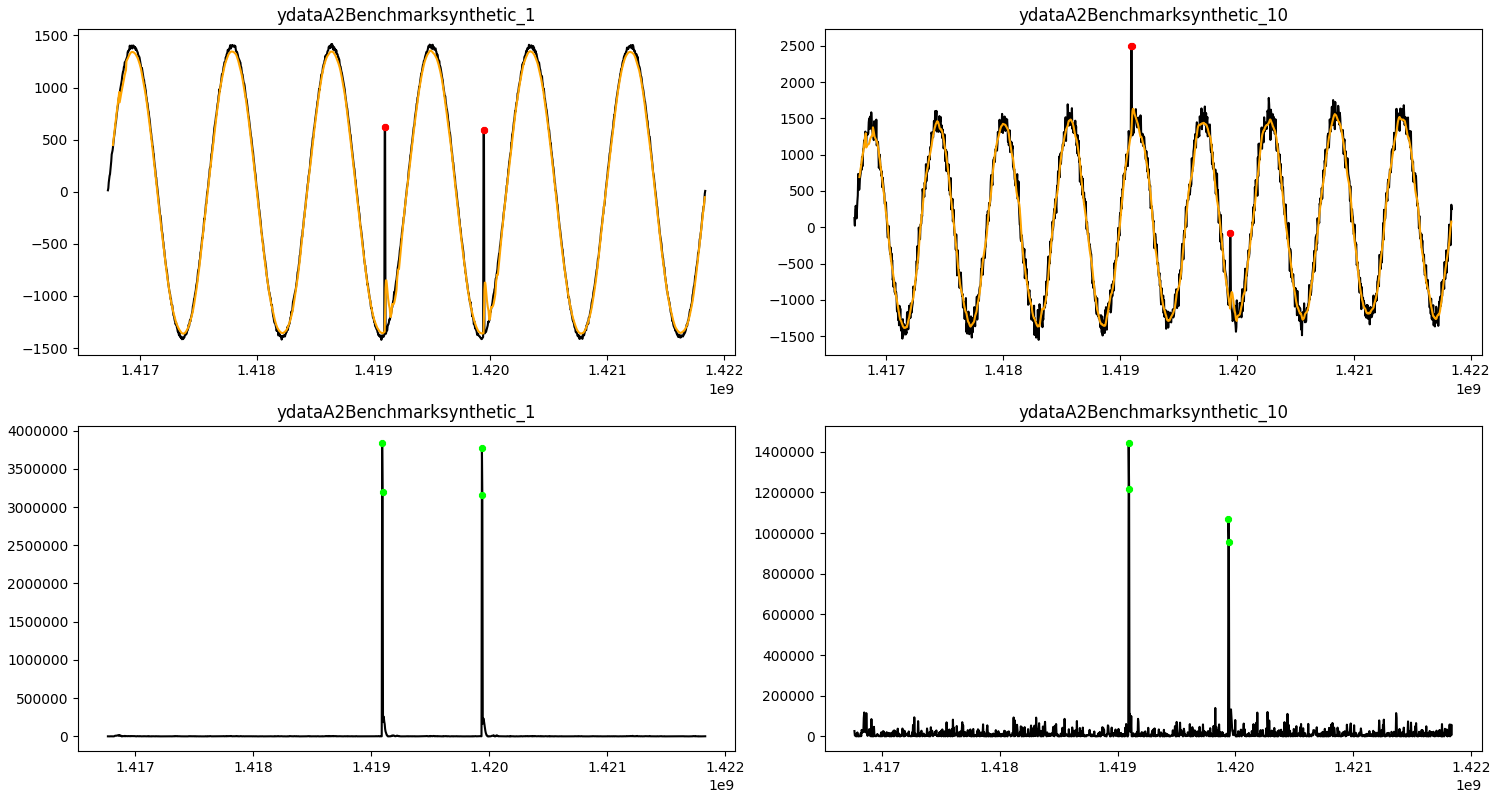 ydataA2Benchmarksynthetic_1
1500
1000
500
0
−500
−1000
−1500
1.417 1.418 1.419 1.420 1.421 1.422
1e9
ydataA2Benchmarksynthetic_10
2500
2000
1500
1000
500
0
−500
−1000
−1500
1.417 1.418 1.419 1.420 1.421 1.422
1e9
ydataA2Benchmarksynthetic_1
4000000
3500000
3000000
2500000
2000000
1500000
1000000
500000
0
1.417 1.418 1.419 1.420 1.421 1.422
1e9
ydataA2Benchmarksynthetic_10
1400000
1200000
1000000
800000
600000
400000
200000
0
1.417 1.418 1.419 1.420 1.421 1.422
1e9